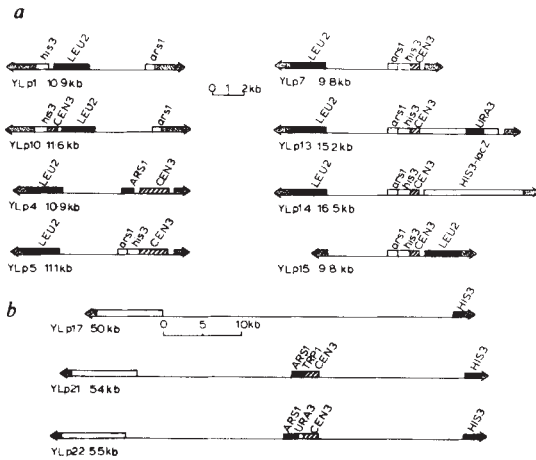 a
his3 LEU2 ars1
YLp1 10·9kb
his3 CEN3 LEU2 ars1
YLp10 11·6kb
LEU2 ARS1 CEN3
YLp4 10·9kb
LEU2 ars1 his3 CEN3
YLp5 11·1kb
0 1 2kb
LEU2 ars1 his3 CEN3
YLp7 9·8kb
LEU2 ars1 his3 CEN3 URA3
YLp13 15·2kb
LEU2 ars1 his3 CEN3 HIS3-lacZ
YLp14 16·5kb
ars1 his3 CEN3 LEU2
YLp15 9·8kb
b
HIS3
YLp17 50kb
0 5 10kb
ARS1 TRP1 CEN3 HIS3
YLp21 54kb
ARS1 URA3 CEN3 HIS3
YLp22 55kb